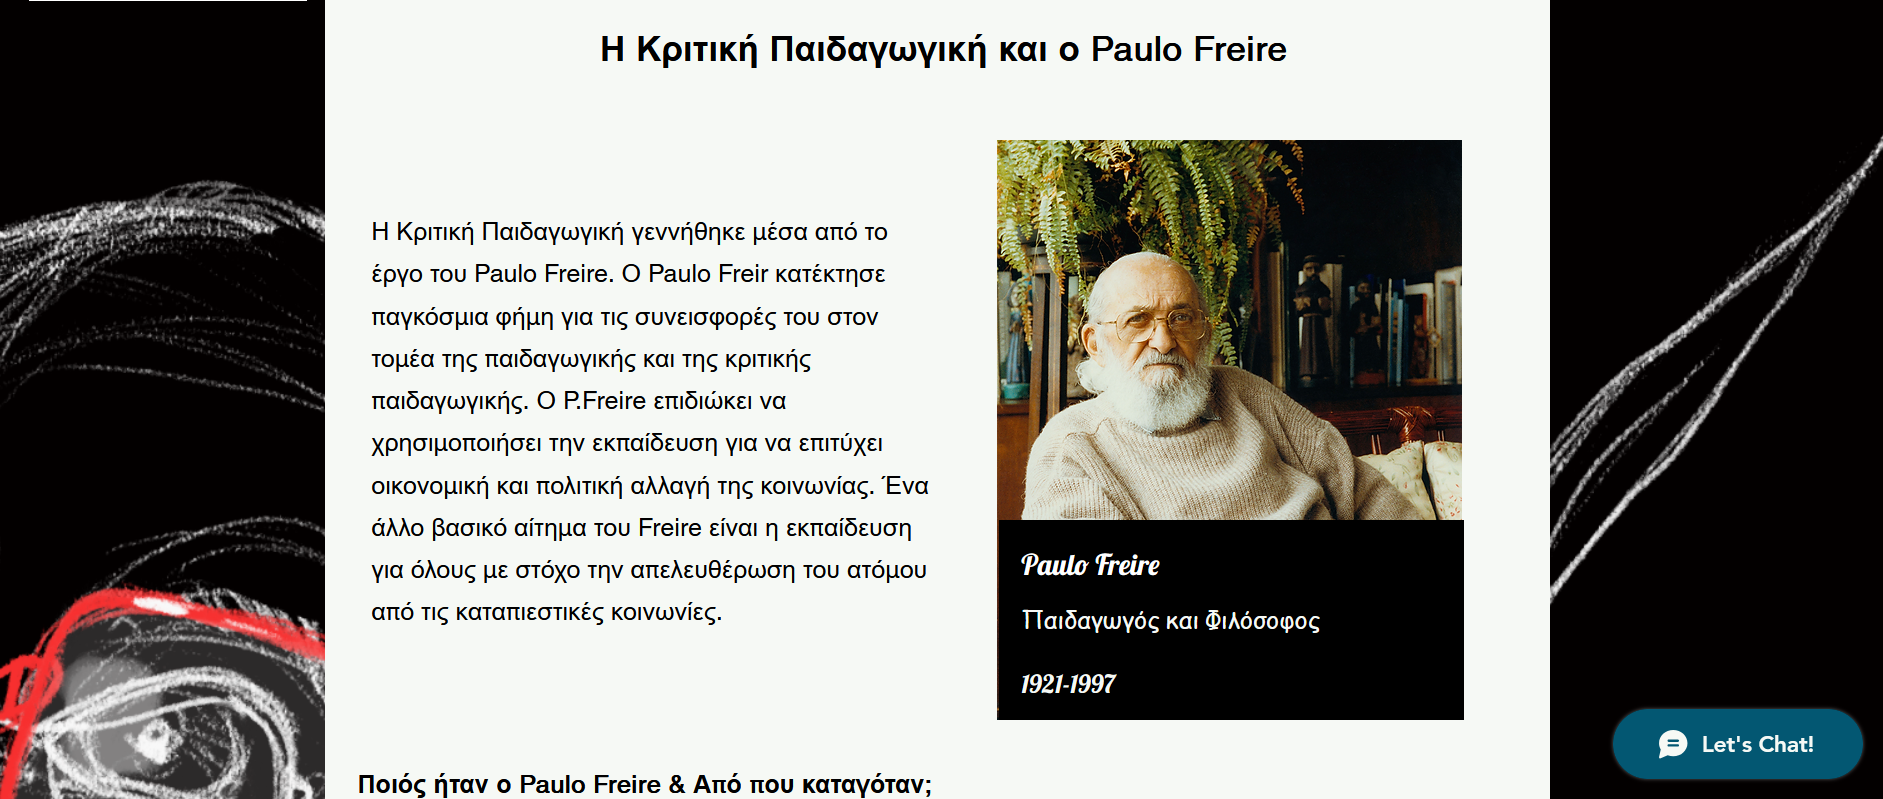 Η Κριτική Παιδαγωγική και ο Paulo Freire
Η Κριτική Παιδαγωγική γεννήθηκε μέσα από το
έργο του Paulo Freire. Ο Paulo Freir κατέκτησε
παγκόσμια φήμη για τις συνεισφορές του στον
τομέα της παιδαγωγικής και της κριτικής
παιδαγωγικής. Ο P.Freire επιδιώκει να
χρησιμοποιήσει την εκπαίδευση για να επιτύχει
οικονομική και πολιτική αλλαγή της κοινωνίας. Ένα
άλλο βασικό αίτημα του Freire είναι η εκπαίδευση
για όλους με στόχο την απελευθέρωση του ατόμου
από τις καταπιεστικές κοινωνίες.
Paulo Freire
Παιδαγωγός και Φιλόσοφος
1921-1997
Ποιός ήταν ο Paulo Freire & Από που καταγόταν;
Let's Chat!